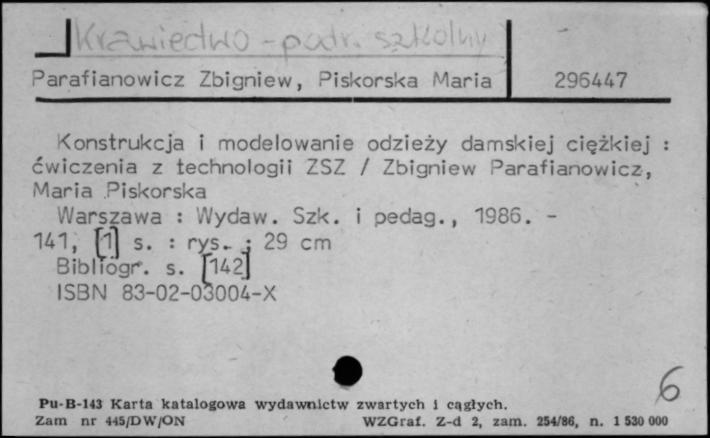 Krawiectwo - podr. szkolny
Parafianowicz Zbigniew, Piskorska Maria 296447
Konstrukcja i modelowanie odzieży damskiej ciężkiej :
ćwiczenia z technologii ZSZ / Zbigniew Parafianowicz,
Maria Piskorska
Warszawa : Wydaw. Szk. i pedag., 1986. -
141, [1] s. : rys. ; 29 cm
Bibliogr. s. [142]
ISBN 83-02-03004-X
6
Pu-B-143 Karta katalogowa wydawnictw zwartych i cągłych.
Zam nr 445/DW/ON WZGraf. Z-d 2, zam. 254/86, n. 1 530 000